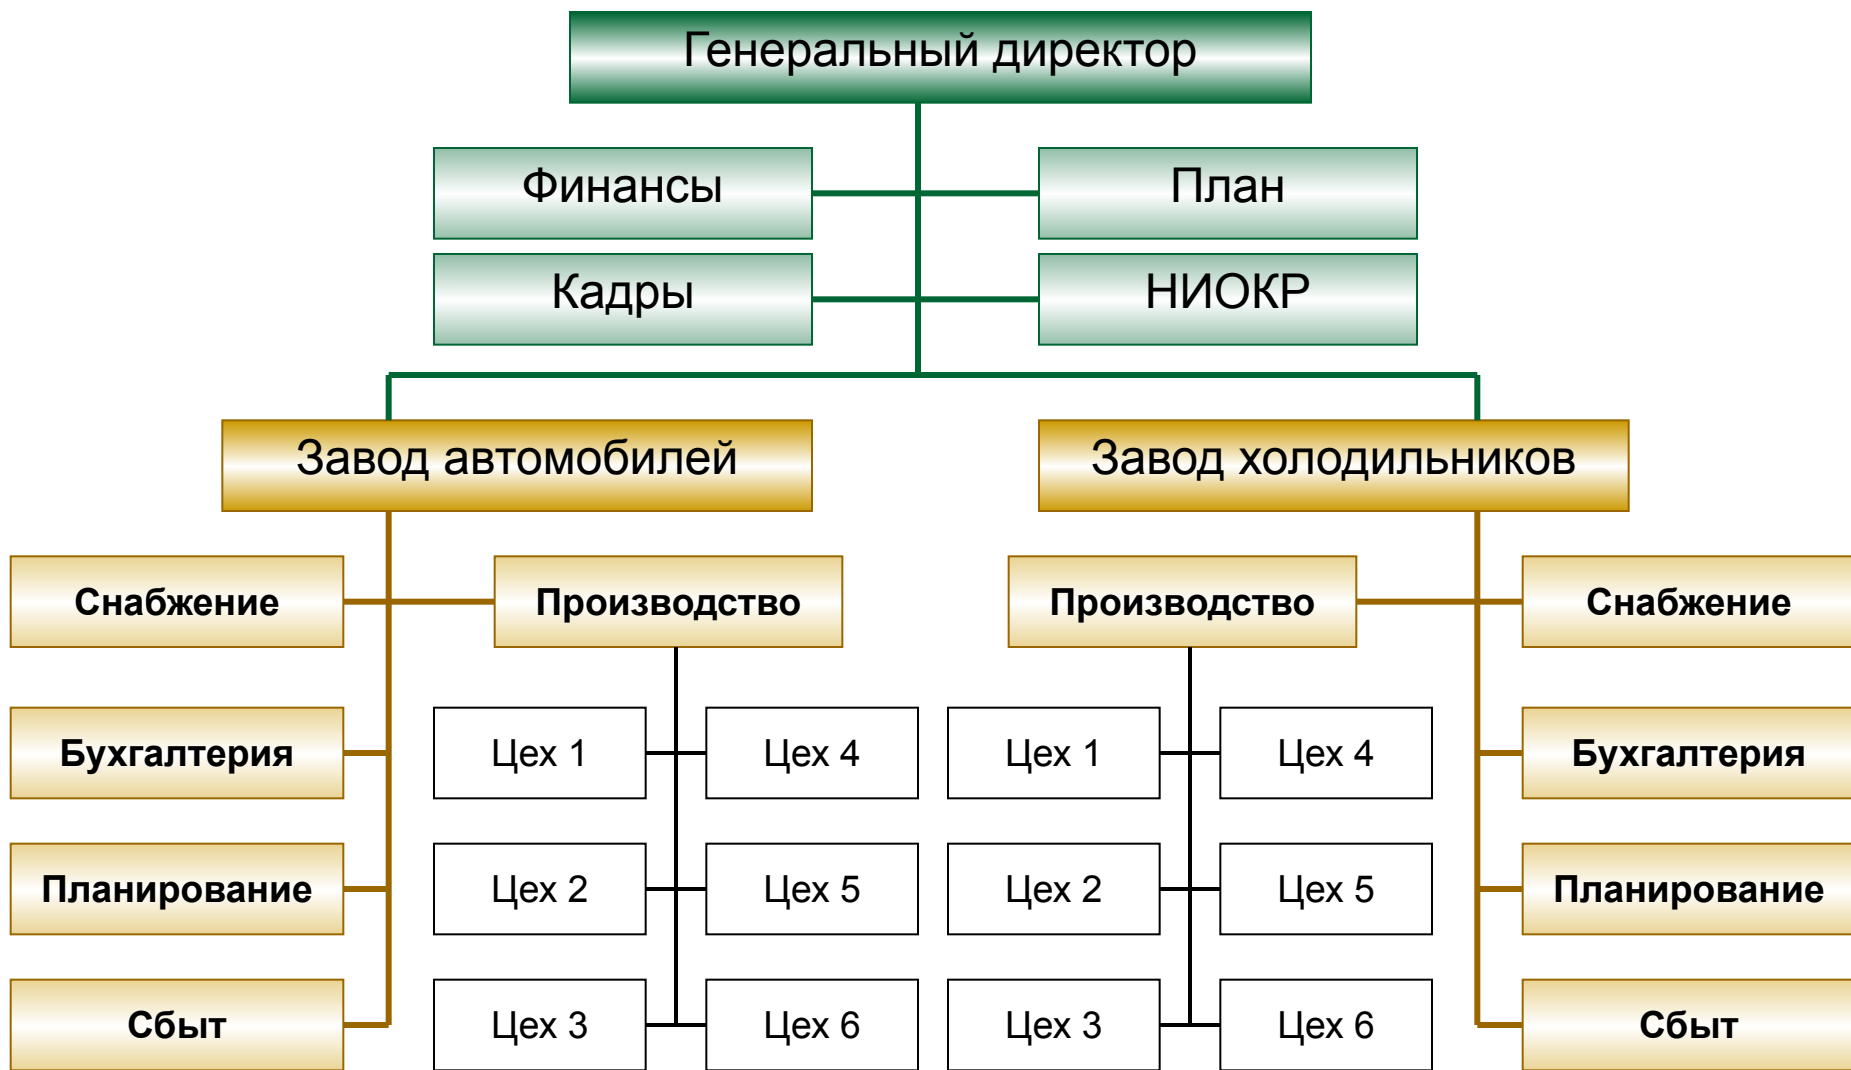 Генеральный директор
Финансы
План
Кадры
НИОКР
Завод автомобилей
Завод холодильников
Снабжение
Производство
Производство
Снабжение
Бухгалтерия
Цех 1
Цех 4
Цех 1
Цех 4
Бухгалтерия
Планирование
Цех 2
Цех 5
Цех 2
Цех 5
Планирование
Сбыт
Цех 3
Цех 6
Цех 3
Цех 6
Сбыт